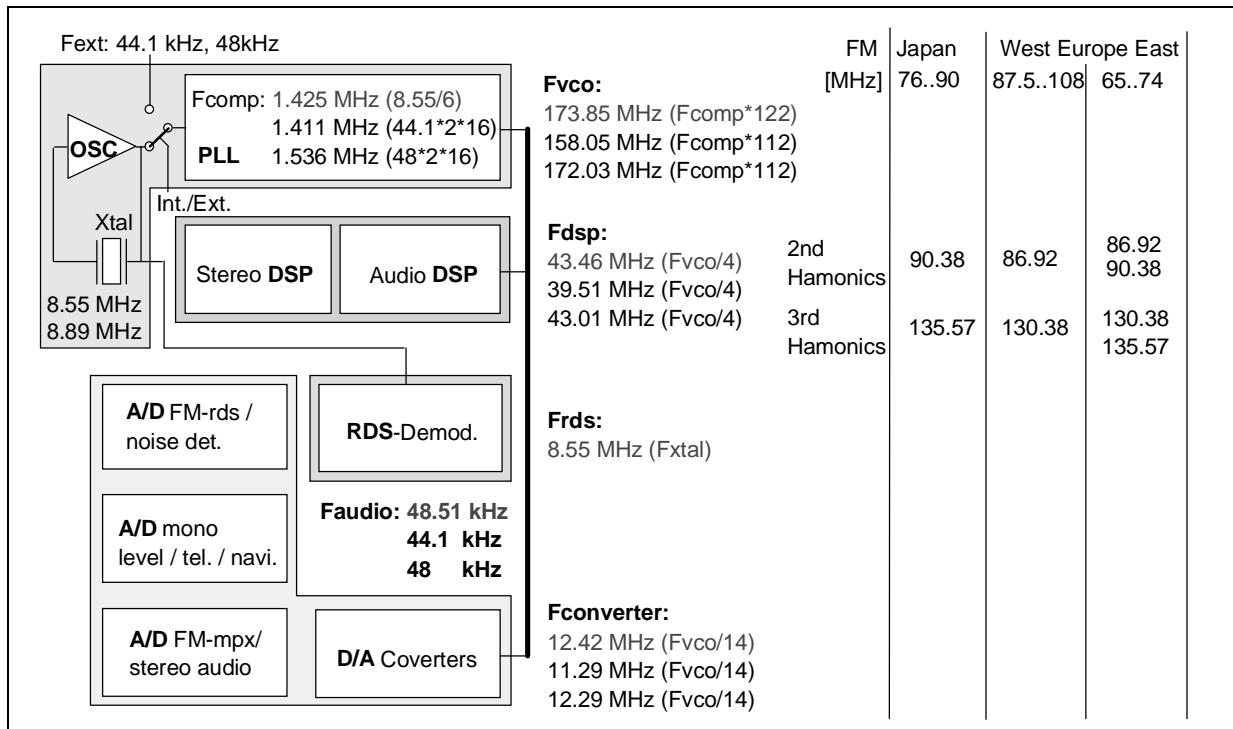 Fext: 44.1 kHz, 48kHz
Fcomp: 1.425 MHz (8.55/6)
1.411 MHz (44.1*2*16)
PLL 1.536 MHz (48*2*16)
OSC
Int./Ext.
Xtal
8.55 MHz
8.89 MHz
Stereo DSP
Audio DSP
A/D FM-rds /
noise det.
RDS-Demod.
A/D mono
level / tel. / navi.
Faudio: 48.51 kHz
44.1 kHz
48 kHz
A/D FM-mpx/
stereo audio
D/A Coverters
Fvco:
173.85 MHz (Fcomp*122)
158.05 MHz (Fcomp*112)
172.03 MHz (Fcomp*112)
Fdsp:
43.46 MHz (Fvco/4)
39.51 MHz (Fvco/4)
43.01 MHz (Fvco/4)
Frds:
8.55 MHz (Fxtal)
Fconverter:
12.42 MHz (Fvco/14)
11.29 MHz (Fvco/14)
12.29 MHz (Fvco/14)
FM Japan West Europe East
[MHz] 76..90 87.5..108 65..74
2nd
Hamonics
90.38 86.92
86.92
90.38
3rd
Hamonics
135.57 130.38
130.38
135.57